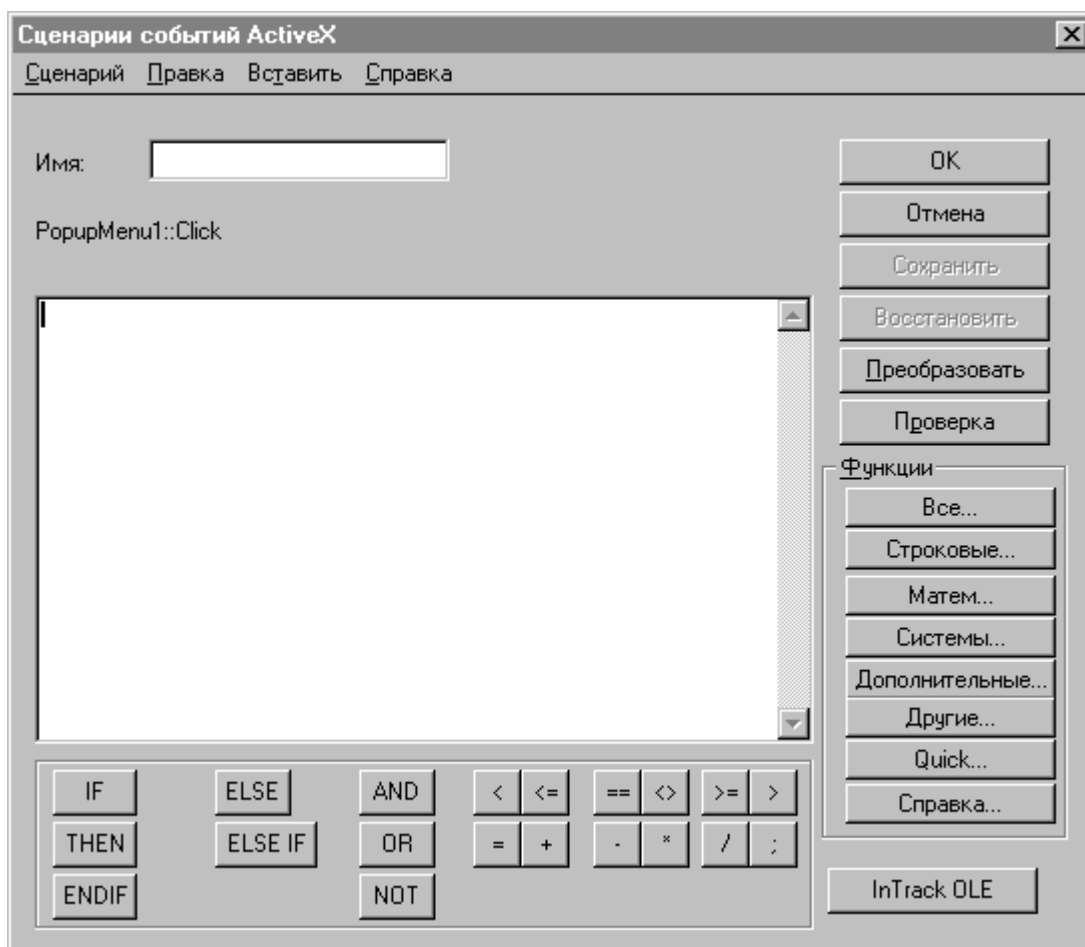 Сценарии событий ActiveX
Сценарий Правка Вставить Справка
Имя:
PopupMenu1::Click
OK
Отмена
Сохранить
Восстановить
Преобразовать
Проверка
Функции
Все...
Строковые...
Матем...
Системы...
Дополнительные...
Другие...
Quick...
Справка...
IF ELSE AND < <= == <> >= >
THEN ELSE IF OR = + - * / ;
ENDIF NOT
InTrack OLE